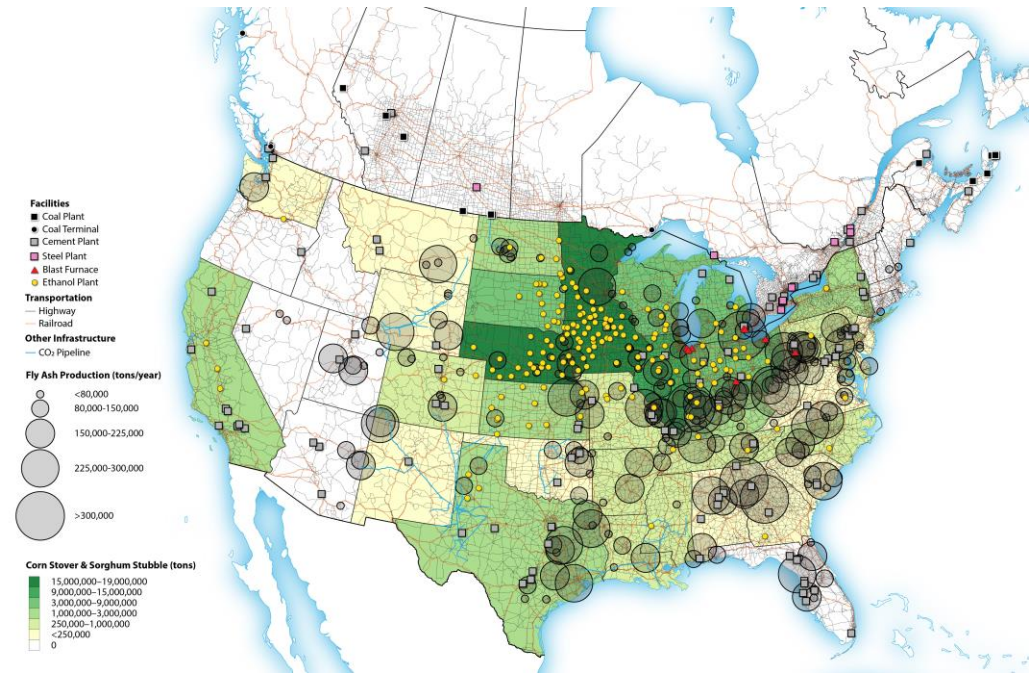 Facilities
Coal Plant
Coal Terminal
Cement Plant
Steel Plant
Blast Furnace
Ethanol Plant
Transportation
Highway
Railroad
Other Infrastructure
CO₂ Pipeline
Fly Ash Production (tons/year)
<80,000
80,000-150,000
150,000-225,000
225,000-300,000
>300,000
Corn Stover & Sorghum Stubble (tons)
15,000,000–19,000,000
9,000,000–15,000,000
3,000,000–9,000,000
1,000,000–3,000,000
250,000–1,000,000
<250,000
0